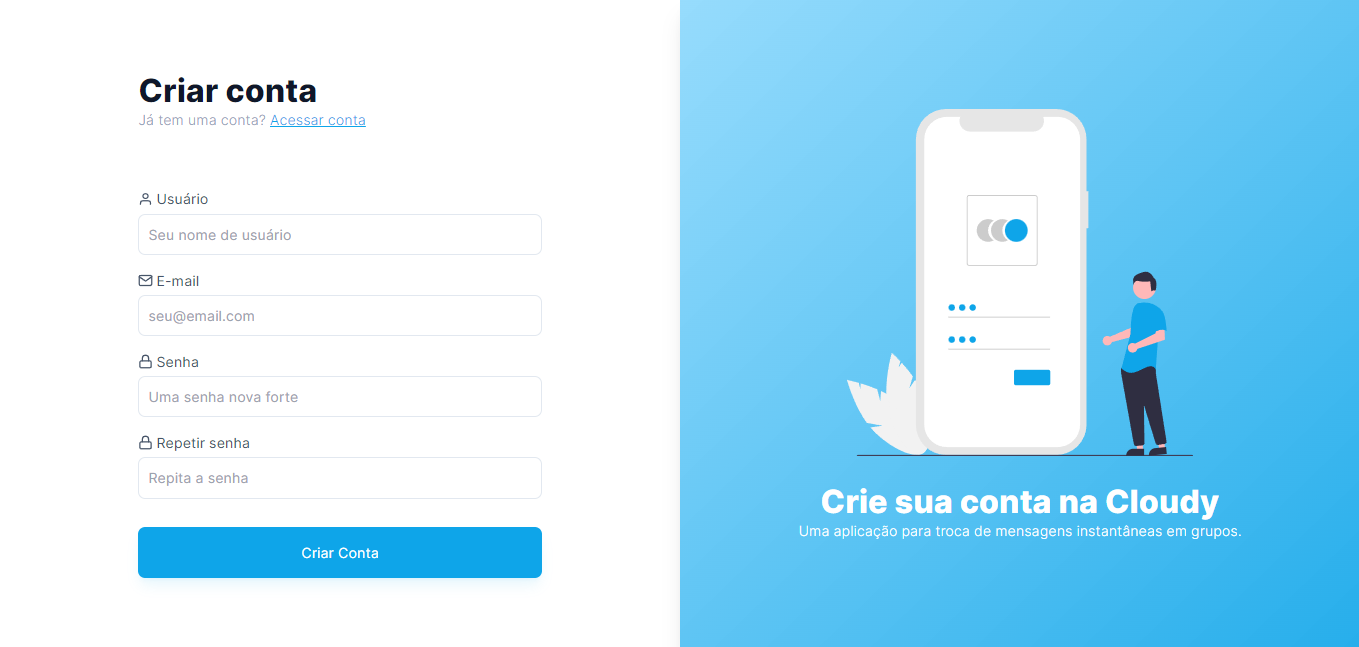 Criar conta
Já tem uma conta? Acessar conta
Usuário
Seu nome de usuário
E-mail
seu@email.com
Senha
Uma senha nova forte
Repetir senha
Repita a senha
Criar Conta
Crie sua conta na Cloudy
Uma aplicação para troca de mensagens instantâneas em grupos.